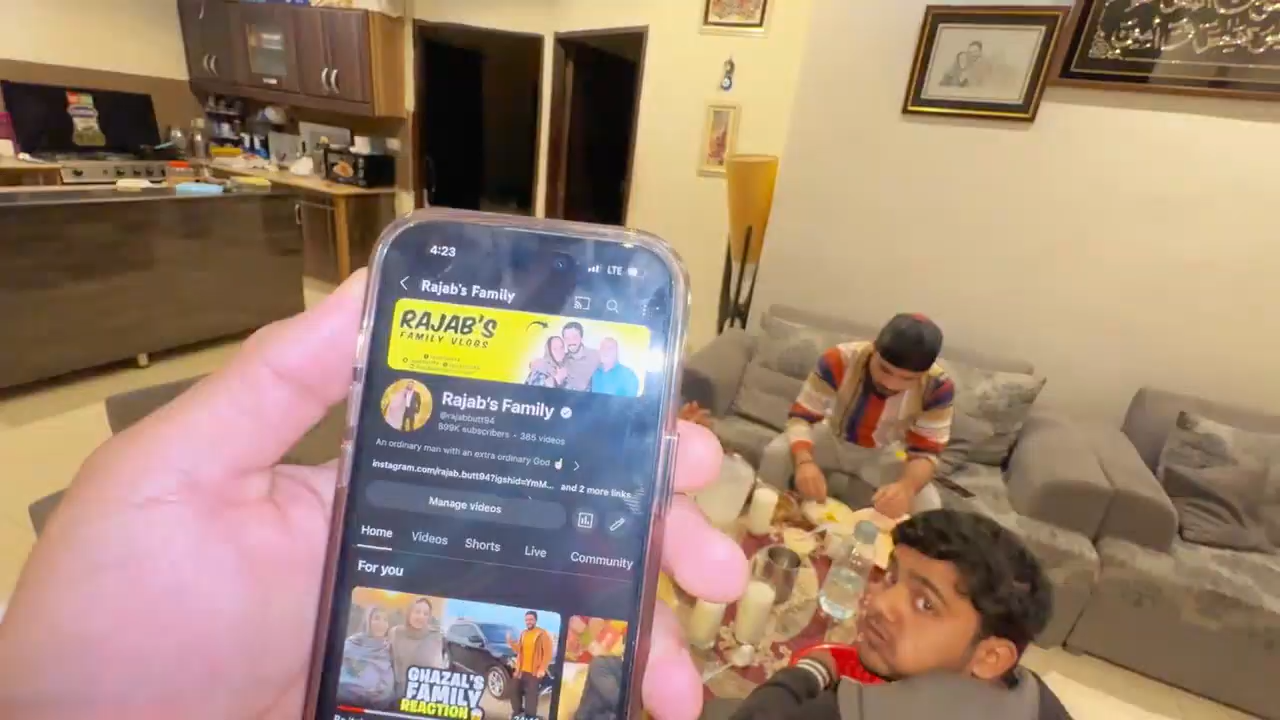 4:23
LTE
Rajab's Family
RAJAB'S
FAMILY VLOGS
Rajab's Family
@rajabbutt94
899K subscribers • 385 videos
An ordinary man with an extra ordinary God ☝
instagram.com/rajab.butt94?igshid=YmM... and 2 more links
Manage videos
Home Videos Shorts Live Community
For you
GHAZAL'S
FAMILY
REACTION